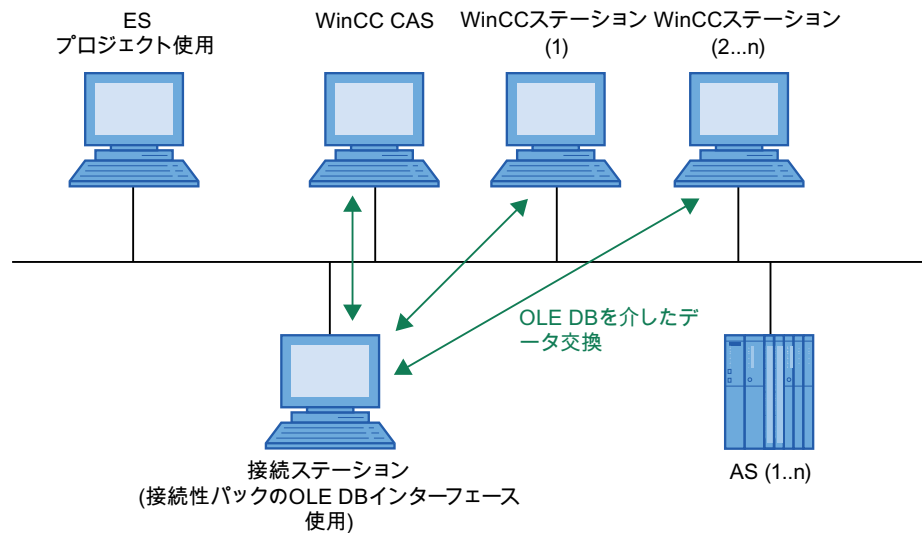 ES
プロジェクト使用
WinCC CAS
WinCCステーション
(1)
WinCCステーション
(2...n)
OLE DBを介したデ
ータ交換
接続ステーション
(接続性パックのOLE DBインターフェース
使用)
AS (1..n)